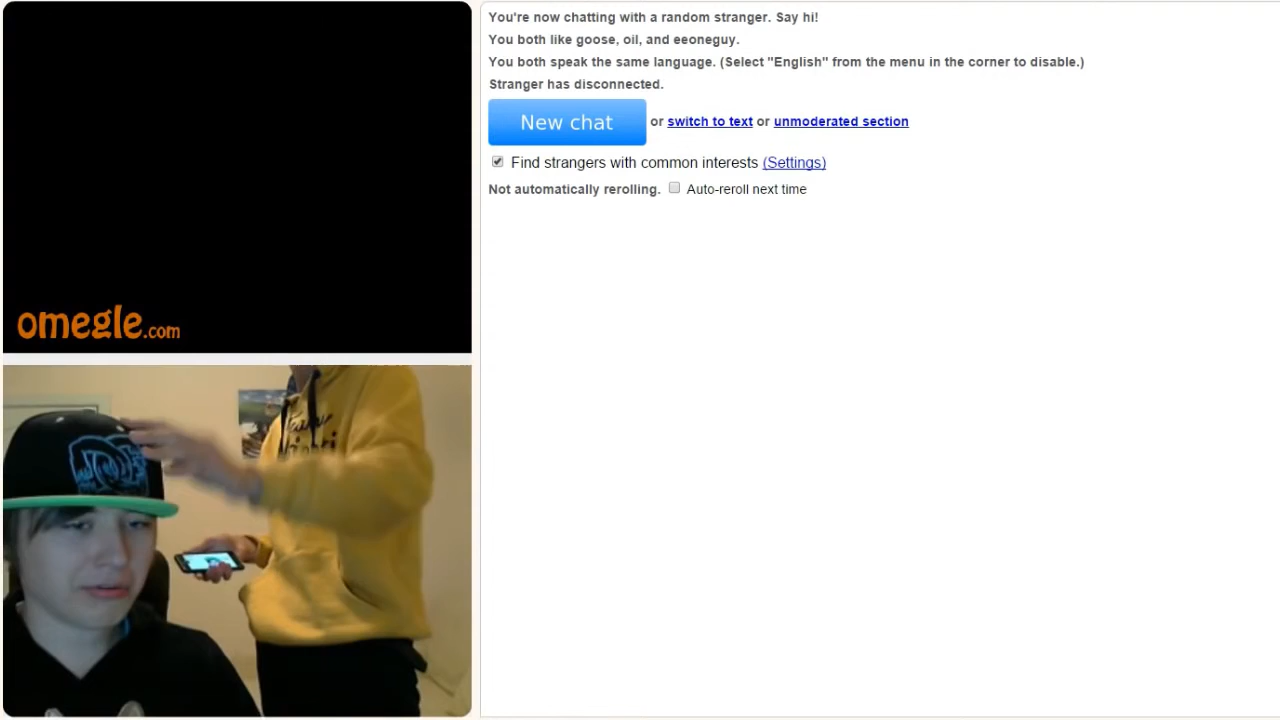 You're now chatting with a random stranger. Say hi!
You both like goose, oil, and eeoneguy.
You both speak the same language. (Select "English" from the menu in the corner to disable.)
Stranger has disconnected.
New chat or switch to text or unmoderated section
Find strangers with common interests (Settings)
Not automatically rerolling. Auto-reroll next time
omegle.com